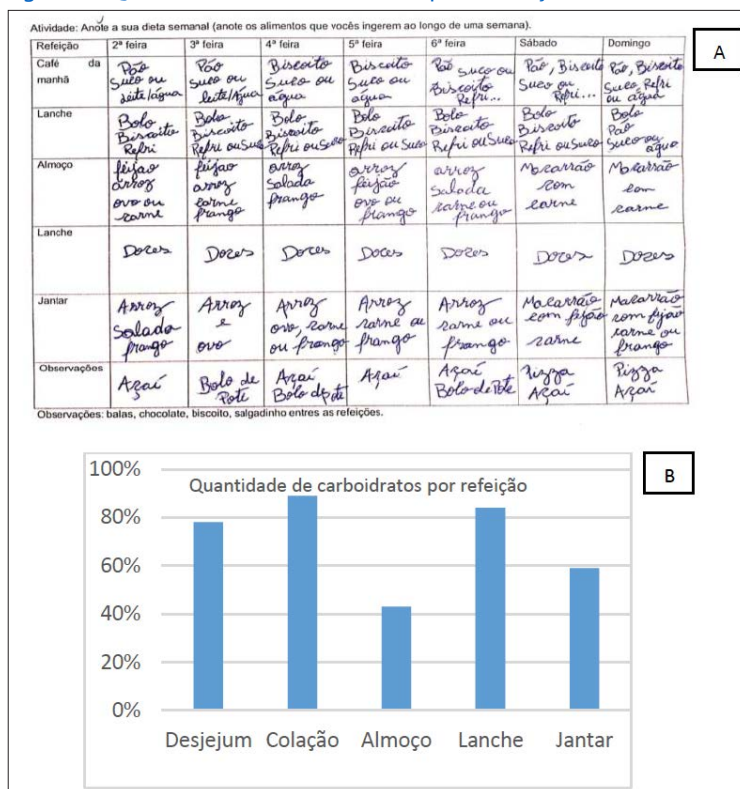 Atividade: Anote a sua dieta semanal (anote os alimentos que vocês ingerem ao longo de uma semana).
A
Refeição 2ª feira 3ª feira 4ª feira 5ª feira 6ª feira Sábado Domingo
Café da manhã
Pão Suco ou leite/água
Pão Suco ou leite/Água
Biscoito Suco ou água
Biscoito Suco ou água
Pão Suco ou Biscoito Refri...
Pão, Biscoito Suco ou Refri...
Pão, Biscoito Suco, Refri ou água
Lanche
Bolo Biscoito Refri
Bolo Biscoito Refri ou Suco
Bolo Biscoito Refri ou Suco
Bolo Biscoito Refri ou Suco
Bolo Biscoito Refri ou Suco
Bolo Biscoito Refri ou Suco
Bolo Pão Suco ou água
Almoço
feijao arroz ovo ou carne
feijao arroz carne frango
arroz Salada frango
arroz feijão ovo ou frango
arroz Salada carne ou frango
Macarrão com carne
Macarrão com carne
Lanche
Doces Doces Doces Doces Doces Doces Doces
Jantar
Arroz Salada frango
Arroz e ovo
Arroz ovo, carne ou frango
Arroz carne ou frango
Arroz carne ou frango
Macarrão com feijão carne
Macarrão com feijão carne ou frango
Observações
Açaí
Bolo de Pote
Açaí Bolo de pote
Açaí
Açaí Bolo de Pote
Pizza Açaí
Pizza Açaí
Observações: balas, chocolate, biscoito, salgadinho entres as refeições.
B
Quantidade de carboidratos por refeição
100%
80%
60%
40%
20%
0%
Desjejum Colação Almoço Lanche Jantar